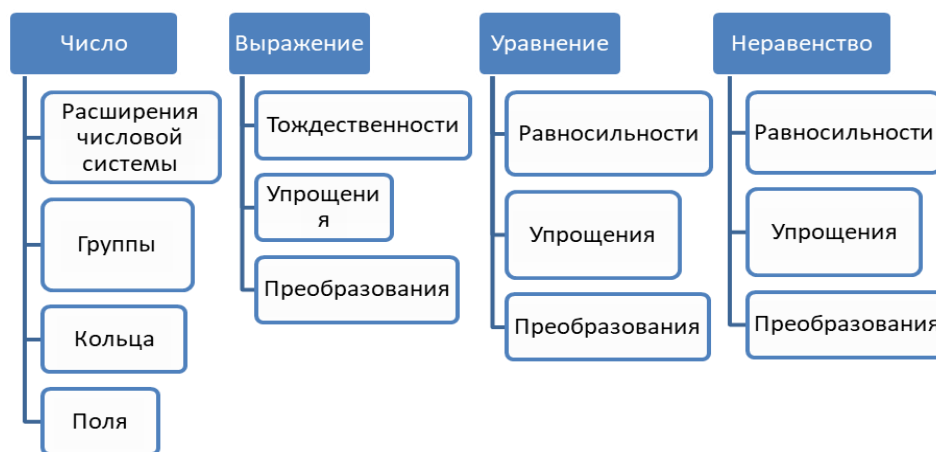 Число
Расширения
числовой
системы
Группы
Кольца
Поля
Выражение
Тождественности
Упрощени
я
Преобразования
Уравнение
Равносильности
Упрощения
Преобразования
Неравенство
Равносильности
Упрощения
Преобразования